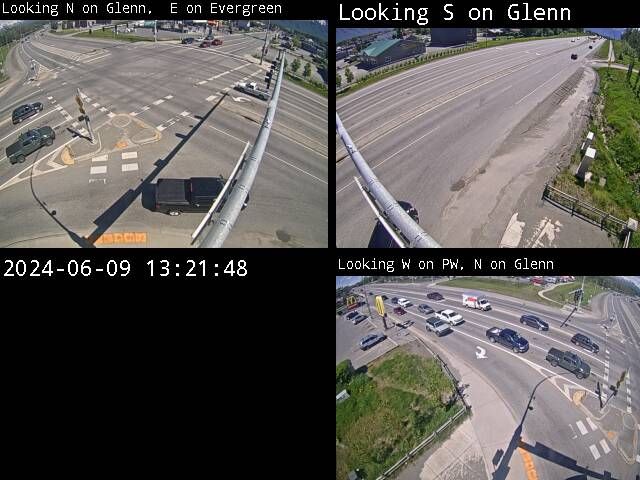 Looking N on Glenn,  E on Evergreen
Looking S on Glenn
2024-06-09 13:21:48
Looking W on PW, N on Glenn